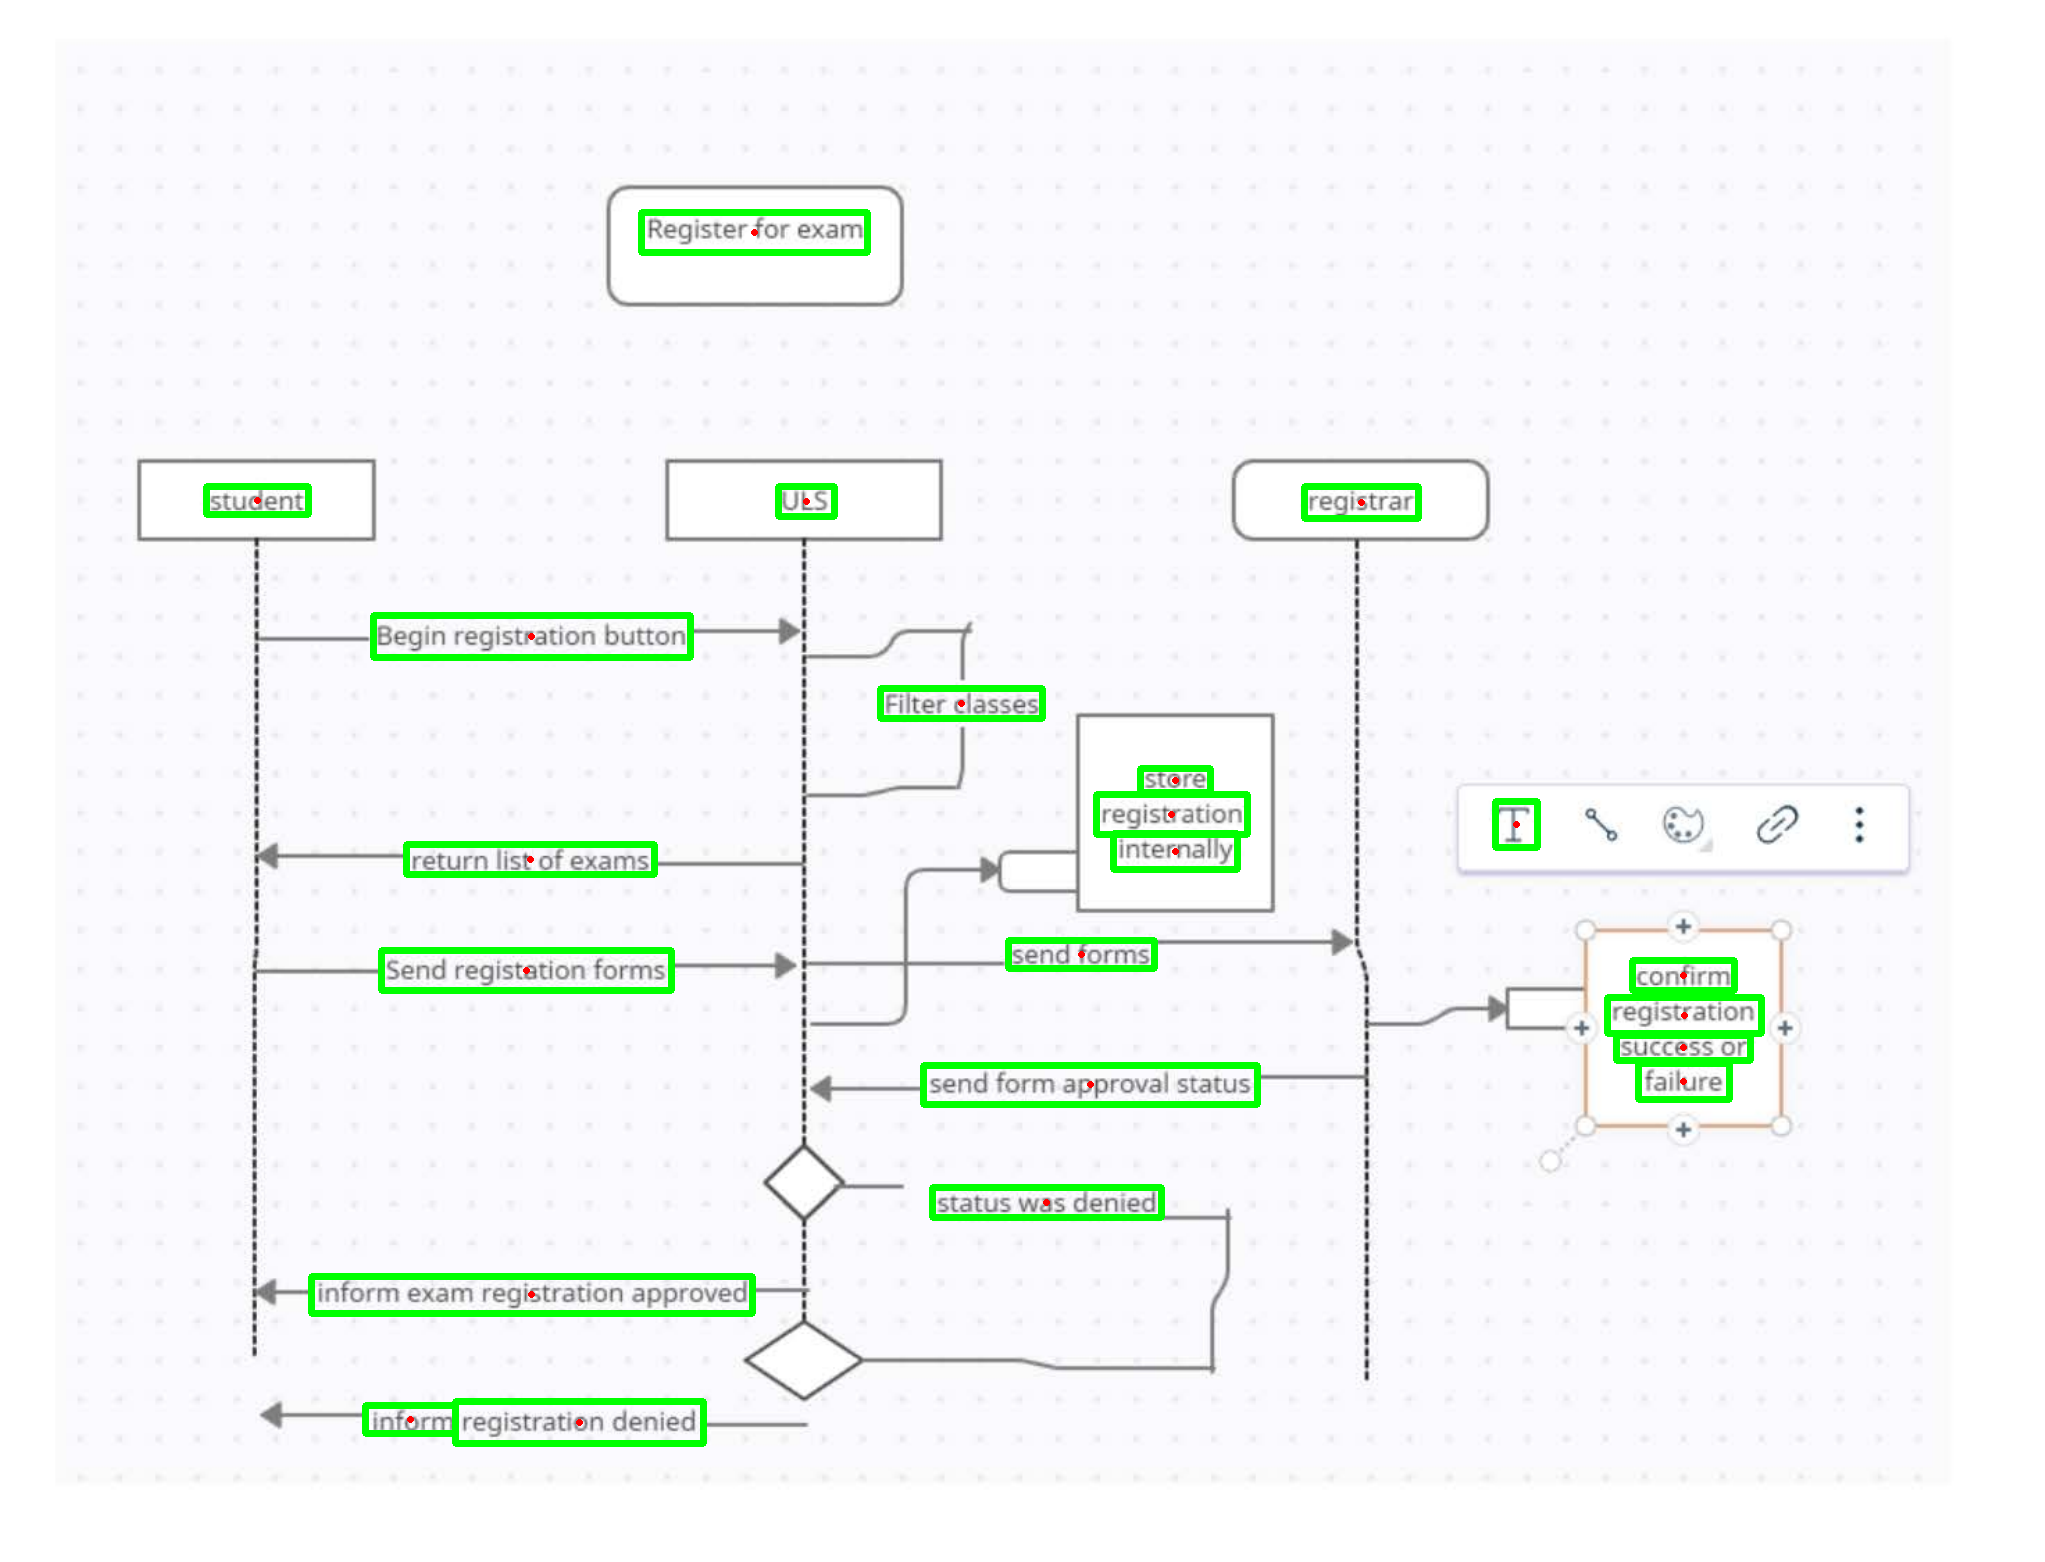 Register for exam
student
ULS
registrar
Begin registration button
Filter classes
store
registration
internally
T
return list of exams
send forms
Send registation forms
confirm
registration
success or
failure
send form approval status
status was denied
inform exam registration approved
inform registration denied